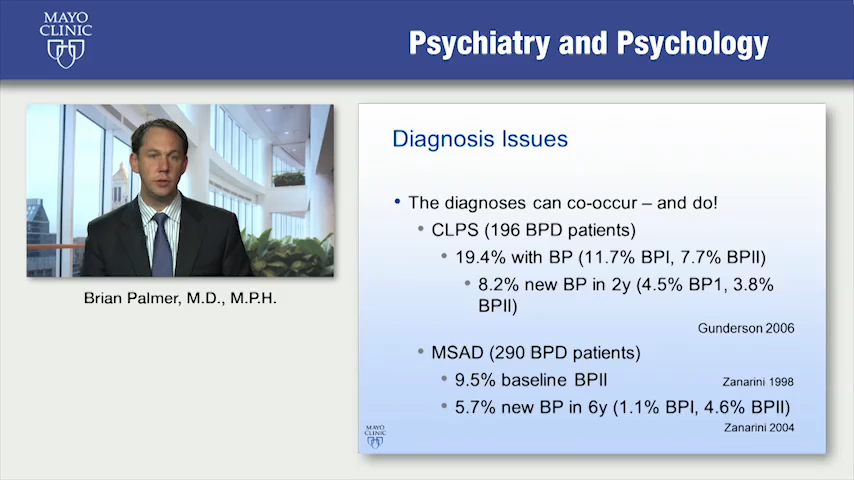 MAYO
CLINIC
Psychiatry and Psychology
Brian Palmer, M.D., M.P.H.
Diagnosis Issues
• The diagnoses can co-occur – and do!
• CLPS (196 BPD patients)
• 19.4% with BP (11.7% BPI, 7.7% BPII)
• 8.2% new BP in 2y (4.5% BP1, 3.8%
BPII)
Gunderson 2006
• MSAD (290 BPD patients)
• 9.5% baseline BPII
Zanarini 1998
• 5.7% new BP in 6y (1.1% BPI, 4.6% BPII)
Zanarini 2004
MAYO
CLINIC